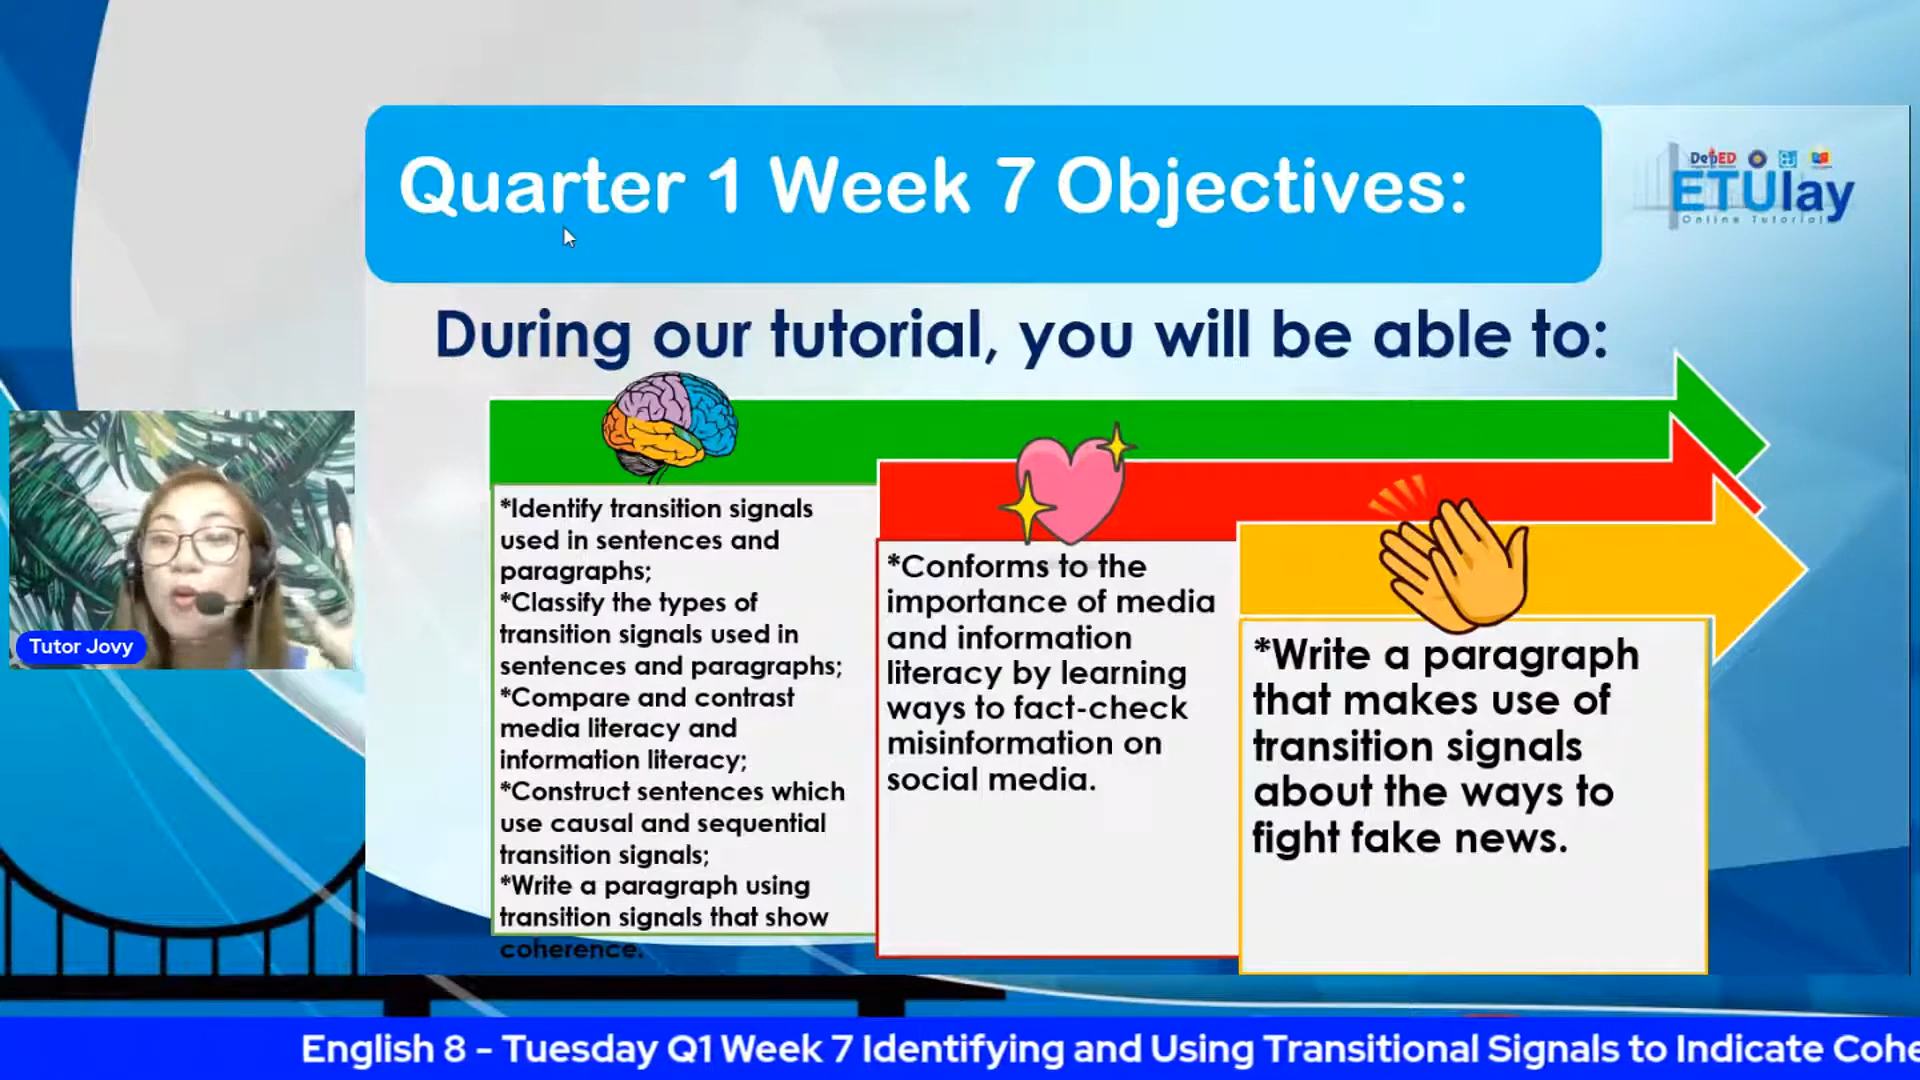 Quarter 1 Week 7 Objectives:
DepED
ETUlay
Online Tutorial
During our tutorial, you will be able to:
*Identify transition signals
used in sentences and
paragraphs;
*Classify the types of
transition signals used in
sentences and paragraphs;
*Compare and contrast
media literacy and
information literacy;
*Construct sentences which
use causal and sequential
transition signals;
*Write a paragraph using
transition signals that show
coherence.
*Conforms to the
importance of media
and information
literacy by learning
ways to fact-check
misinformation on
social media.
*Write a paragraph
that makes use of
transition signals
about the ways to
fight fake news.
Tutor Jovy
English 8 - Tuesday Q1 Week 7 Identifying and Using Transitional Signals to Indicate Cohe